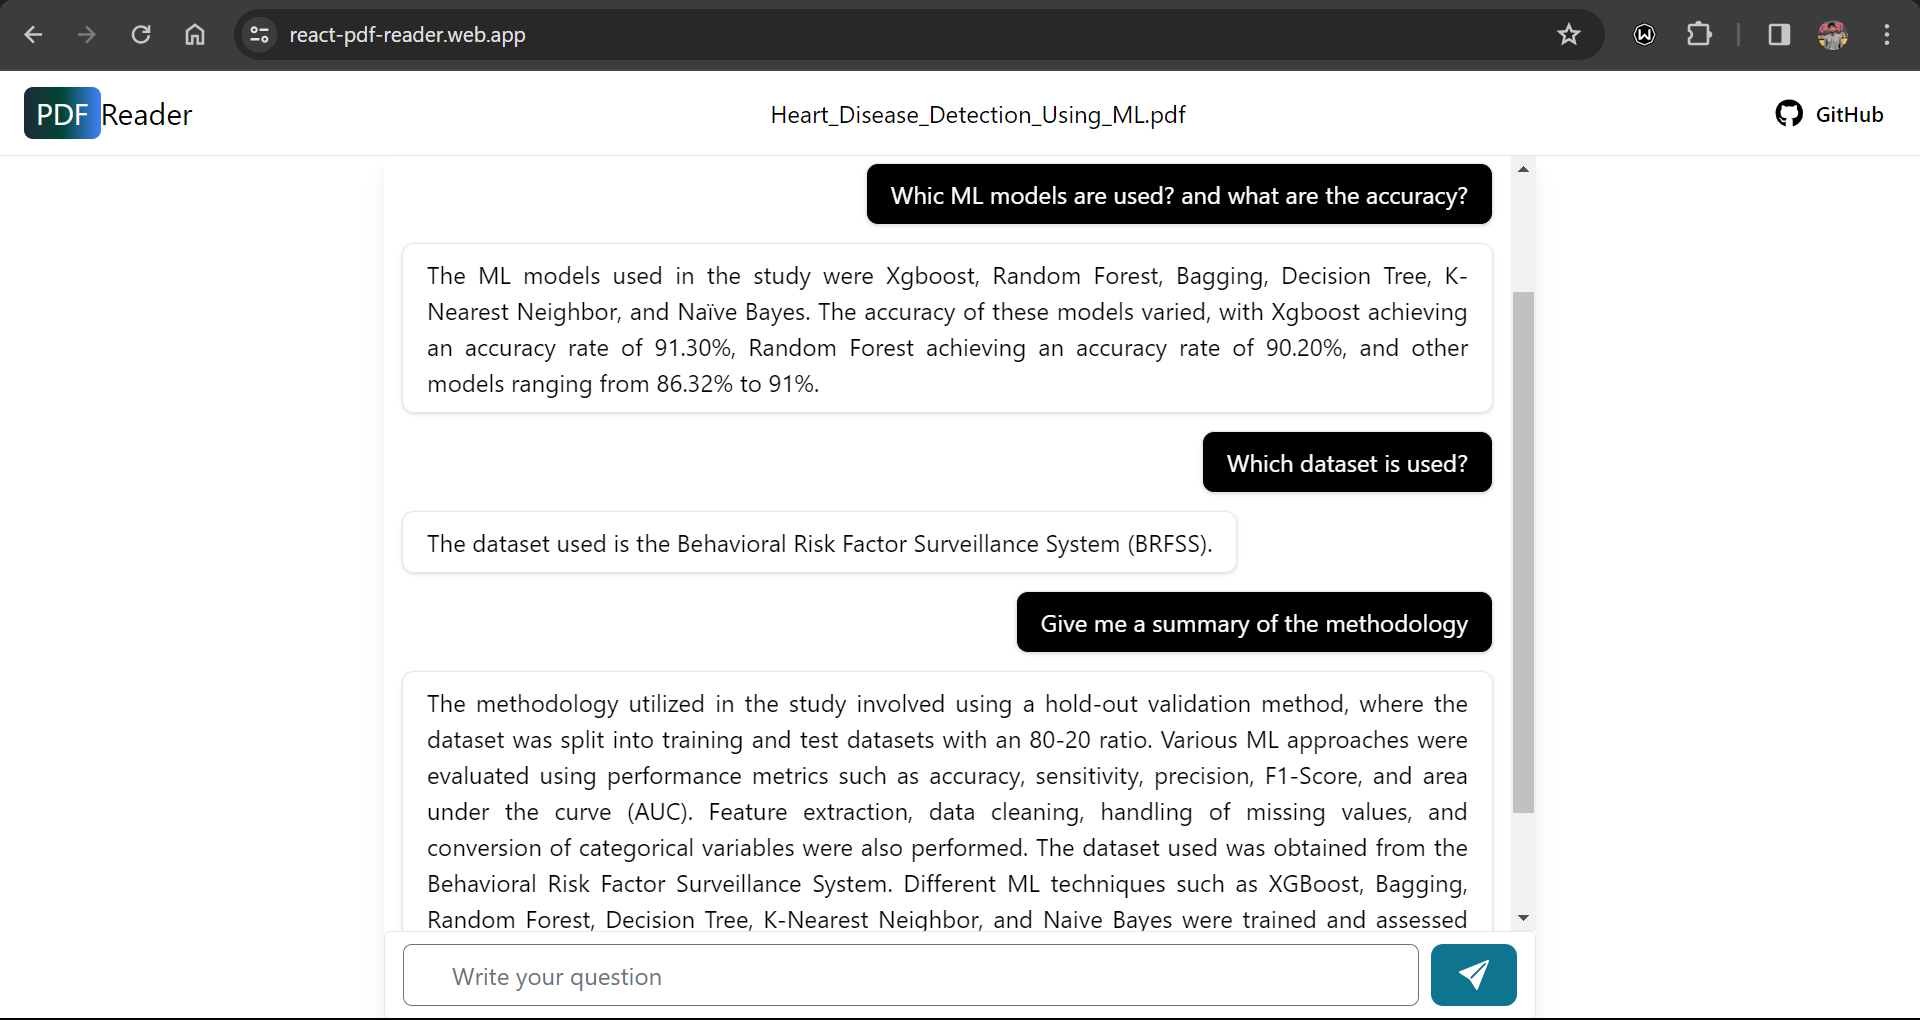 react-pdf-reader.web.app
PDF Reader
Heart_Disease_Detection_Using_ML.pdf
GitHub
Whic ML models are used? and what are the accuracy?
The ML models used in the study were Xgboost, Random Forest, Bagging, Decision Tree, K-
Nearest Neighbor, and Naïve Bayes. The accuracy of these models varied, with Xgboost achieving
an accuracy rate of 91.30%, Random Forest achieving an accuracy rate of 90.20%, and other
models ranging from 86.32% to 91%.
Which dataset is used?
The dataset used is the Behavioral Risk Factor Surveillance System (BRFSS).
Give me a summary of the methodology
The methodology utilized in the study involved using a hold-out validation method, where the
dataset was split into training and test datasets with an 80-20 ratio. Various ML approaches were
evaluated using performance metrics such as accuracy, sensitivity, precision, F1-Score, and area
under the curve (AUC). Feature extraction, data cleaning, handling of missing values, and
conversion of categorical variables were also performed. The dataset used was obtained from the
Behavioral Risk Factor Surveillance System. Different ML techniques such as XGBoost, Bagging,
Random Forest, Decision Tree, K-Nearest Neighbor, and Naive Bayes were trained and assessed
Write your question